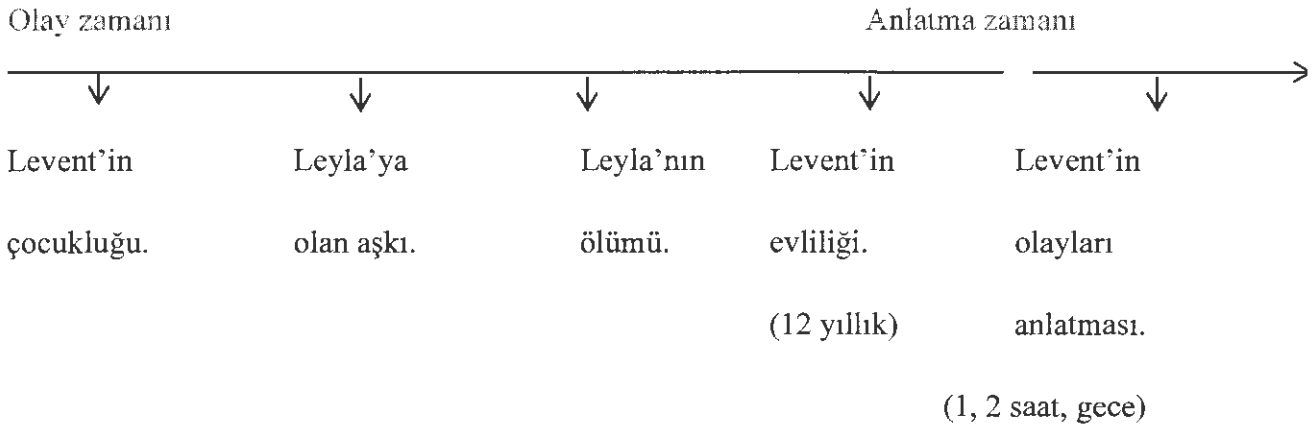 Olay zamanı Anlatma zamanı
Levent'in Leyla'ya Leyla'nın Levent'in Levent'in
çocukluğu. olan aşkı. ölümü. evliliği. olayları
(12 yıllık) anlatması.
(1, 2 saat, gece)